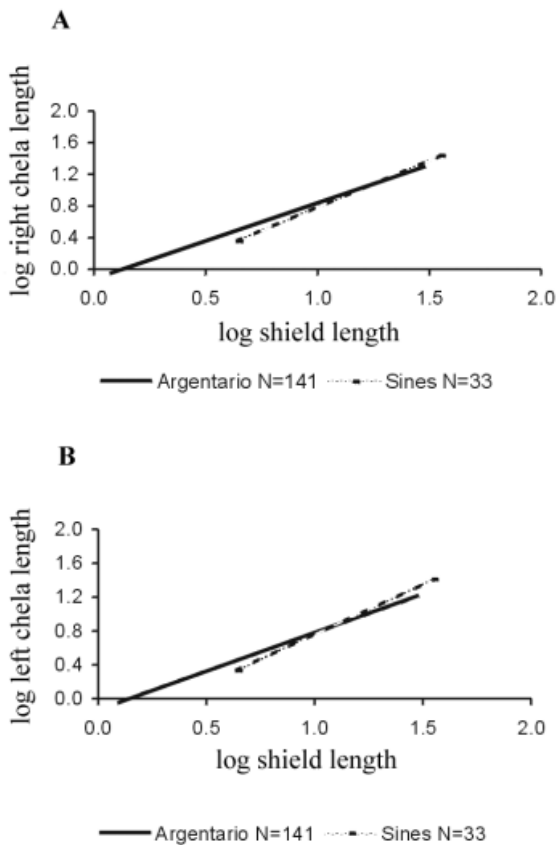 A
log right chela length
2.0
1.6
1.2
0.8
0.4
0.0
0.0 0.5 1.0 1.5 2.0
log shield length
Argentario N=141 Sines N=33
B
log left chela length
2.0
1.6
1.2
0.8
0.4
0.0
0.0 0.5 1.0 1.5 2.0
log shield length
Argentario N=141 Sines N=33